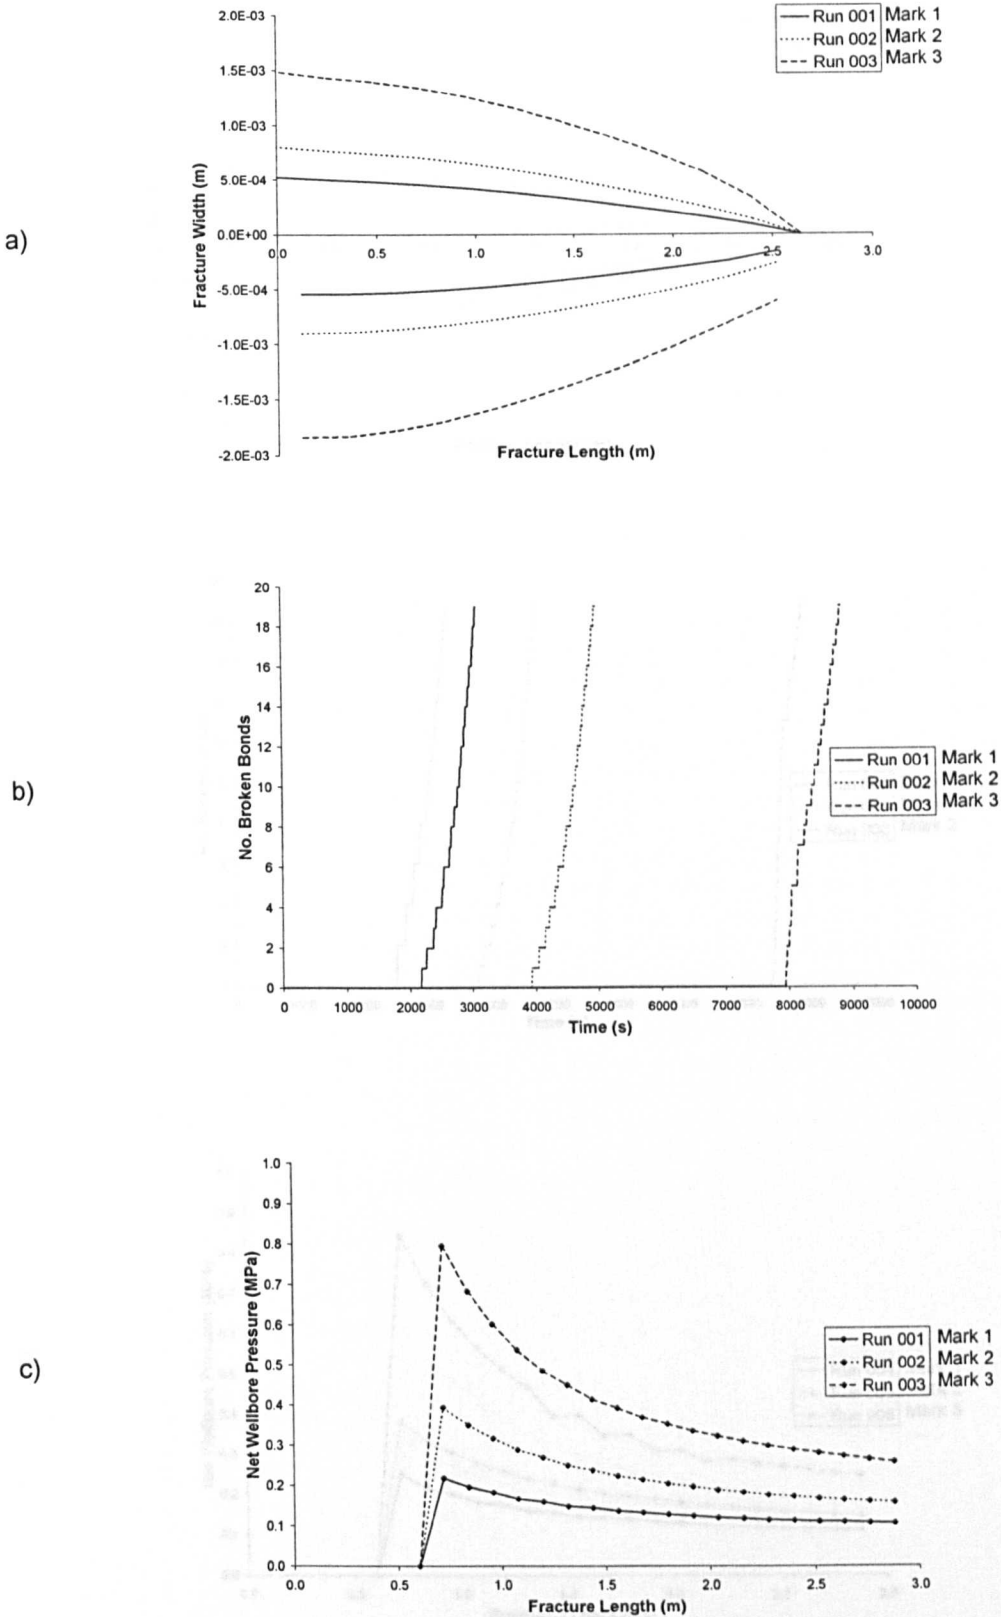 2.0E-03
Run 001 Mark 1
Run 002 Mark 2
Run 003 Mark 3
1.5E-03
1.0E-03
5.0E-04
a)
Fracture Width (m)
0.0E+00
0.0 0.5 1.0 1.5 2.0 2.5 3.0
-5.0E-04
-1.0E-03
-1.5E-03
-2.0E-03
Fracture Length (m)
20
18
16
14
12
Run 001 Mark 1
Run 002 Mark 2
Run 003 Mark 3
b)
No. Broken Bonds
10
8
6
4
2
0
0 1000 2000 3000 4000 5000 6000 7000 8000 9000 10000
Time (s)
1.0
0.9
0.8
0.7
0.6
Run 001 Mark 1
Run 002 Mark 2
Run 003 Mark 3
c)
Net Wellbore Pressure (MPa)
0.5
0.4
0.3
0.2
0.1
0.0
0.0 0.5 1.0 1.5 2.0 2.5 3.0
Fracture Length (m)